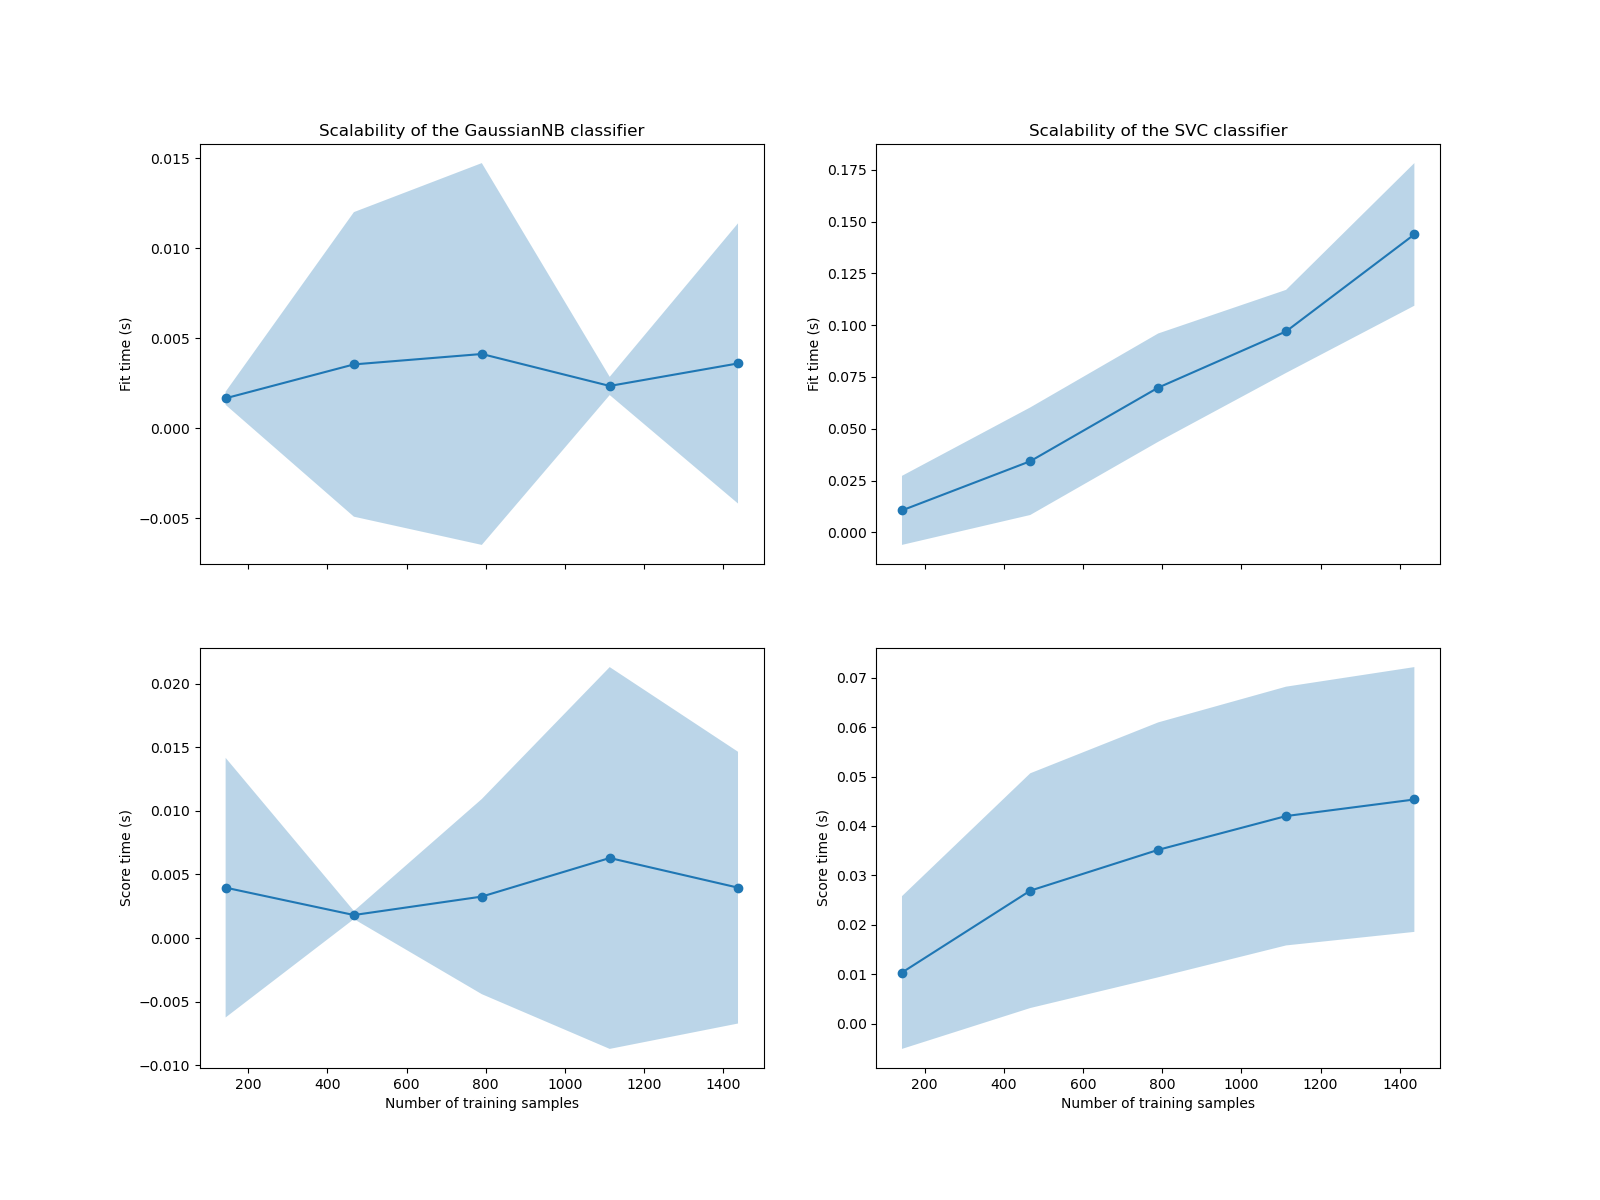 Scalability of the GaussianNB classifier
Scalability of the SVC classifier
0.015
0.010
0.005
0.000
−0.005
Fit time (s)
0.175
0.150
0.125
0.100
0.075
0.050
0.025
0.000
Fit time (s)
0.020
0.015
0.010
0.005
0.000
−0.005
−0.010
Score time (s)
200 400 600 800 1000 1200 1400
Number of training samples
0.07
0.06
0.05
0.04
0.03
0.02
0.01
0.00
Score time (s)
200 400 600 800 1000 1200 1400
Number of training samples